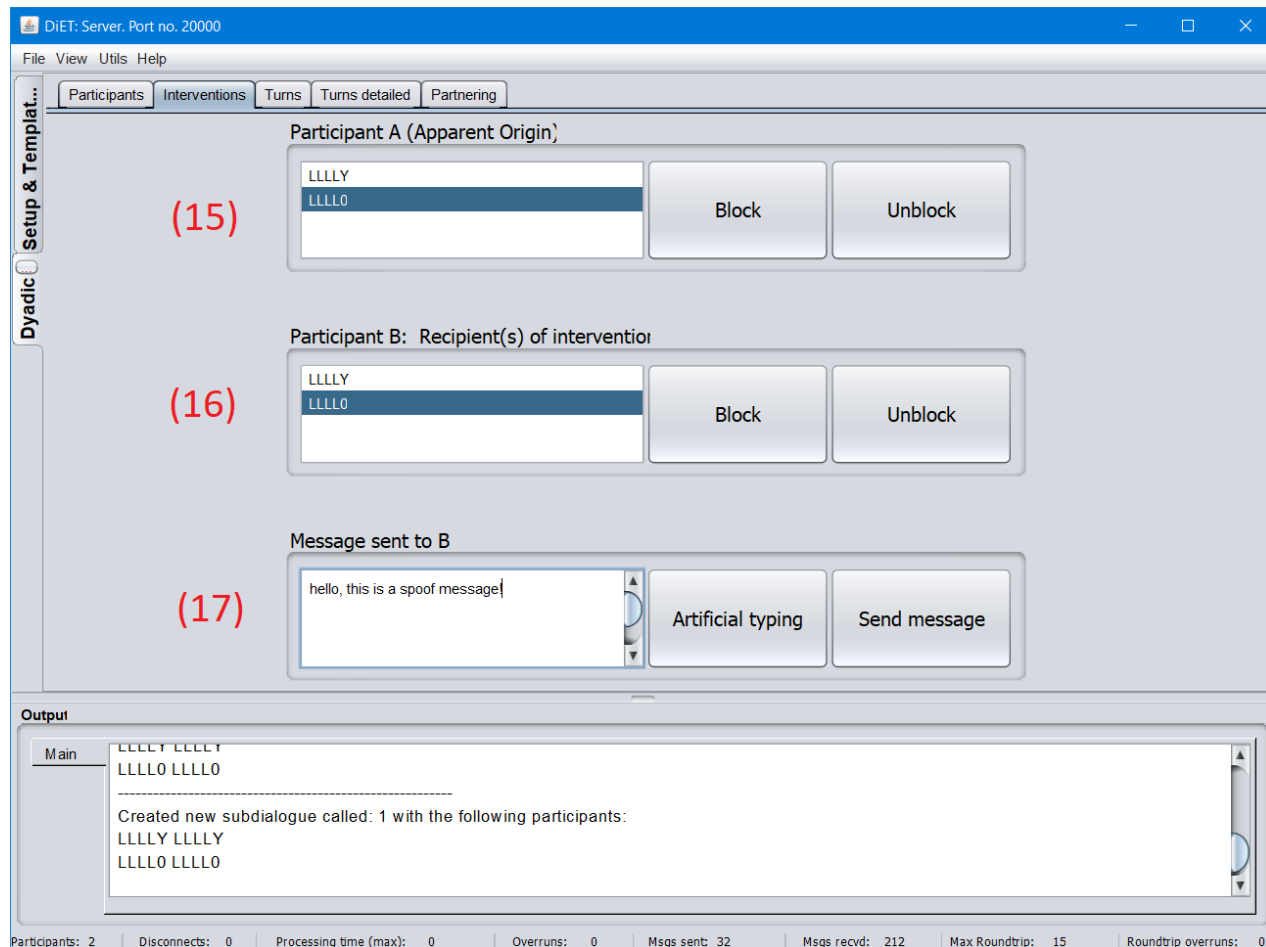 DiET: Server. Port no. 20000
File View Utils Help
Setup & Templat...
Dyadic
Participants Interventions Turns Turns detailed Partnering
Participant A (Apparent Origin)
(15)
LLLLY
LLLL0
Block Unblock
Participant B: Recipient(s) of intervention
(16)
LLLLY
LLLL0
Block Unblock
Message sent to B
(17)
hello, this is a spoof message!
Artificial typing Send message
Output
Main
LLLLY LLLLY
LLLL0 LLLL0
---------------------------------------------------------
Created new subdialogue called: 1 with the following participants:
LLLLY LLLLY
LLLL0 LLLL0
Participants: 2 Disconnects: 0 Processing time (max): 0 Overruns: 0 Msgs sent: 32 Msgs recvd: 212 Max Roundtrip: 15 Roundtrip overruns: 0